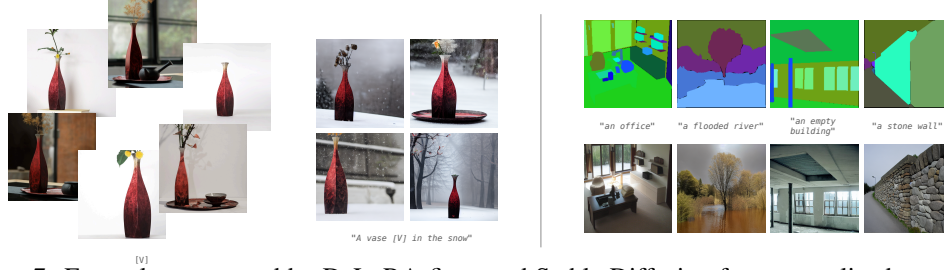 "an office" "a flooded river" "an empty building" "a stone wall"
"A vase [V] in the snow"
[V]